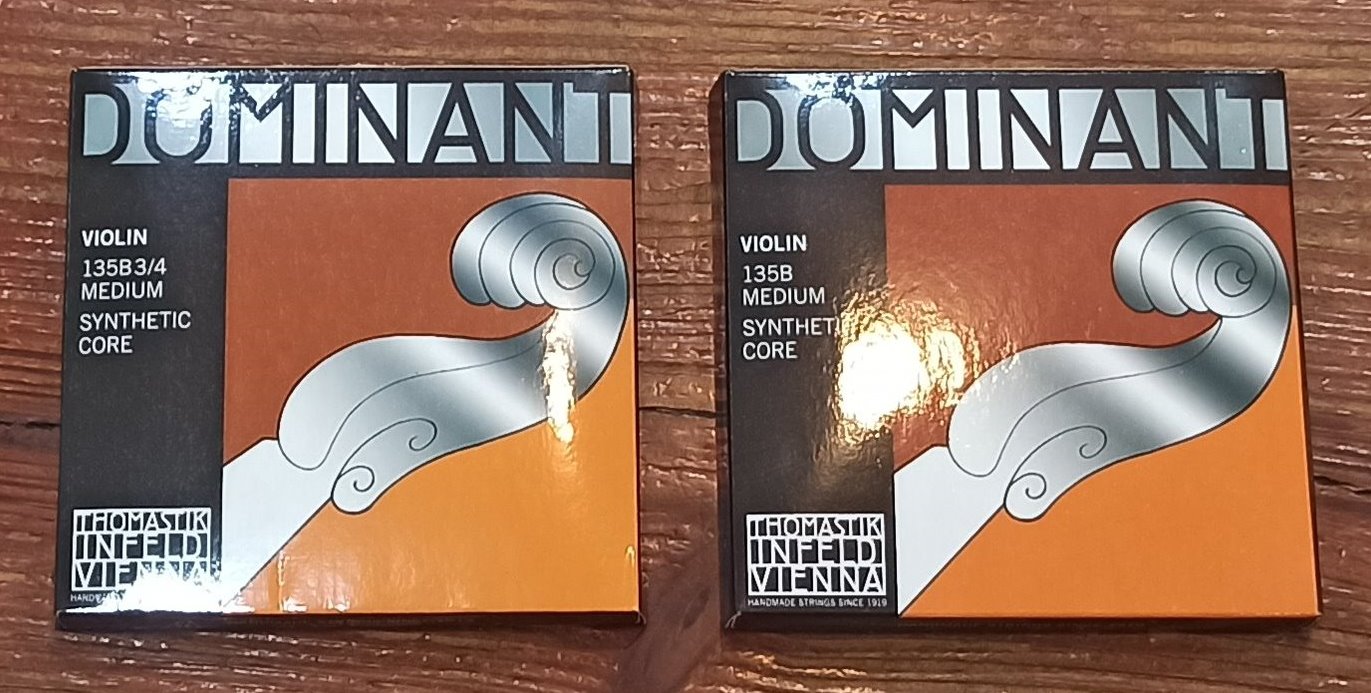 DOMINANT
VIOLIN
135B3/4
MEDIUM
SYNTHETIC
CORE
THOMASTIK
INFELD
VIENNA
DOMINANT
VIOLIN
135B
MEDIUM
SYNTHETI
CORE
THOMASTIK
INFELD
VIENNA
HANDMADE STRINGS SINCE 1919